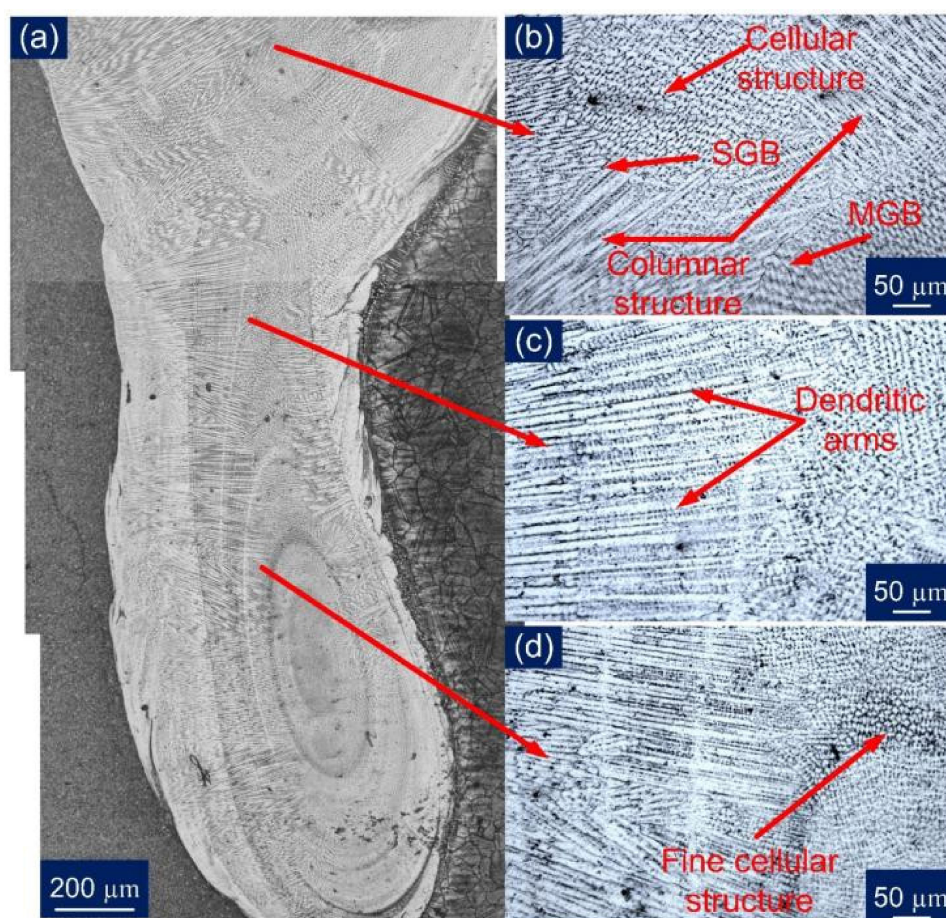 (a)
200 μm
(b)
Cellular
structure
SGB
MGB
Columnar
structure
50 μm
(c)
Dendritic
arms
50 μm
(d)
Fine cellular
structure
50 μm